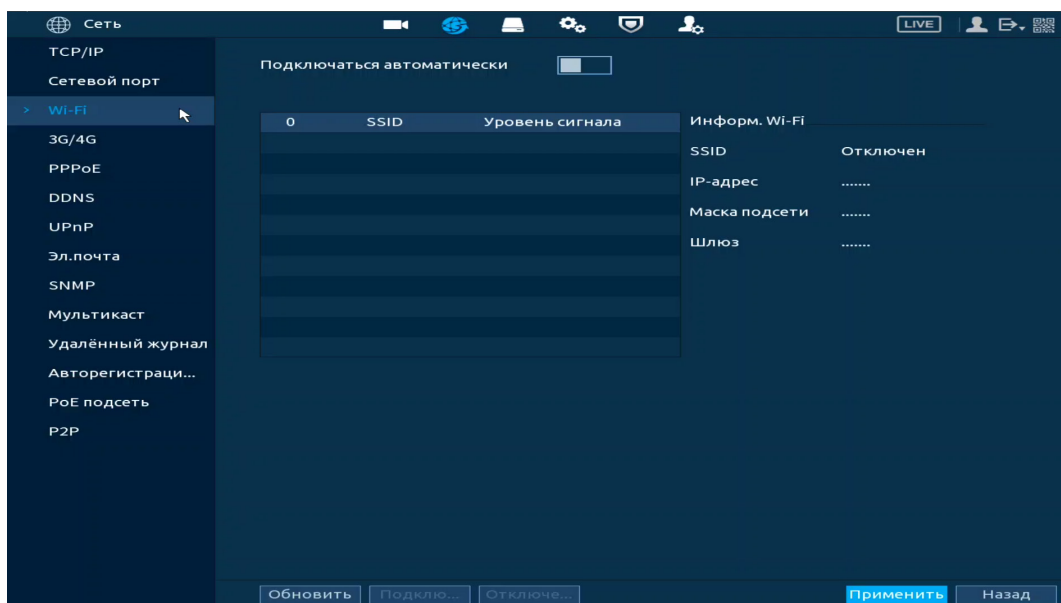 Сеть
LIVE
TCP/IP
Сетевой порт
> Wi-Fi
3G/4G
PPPoE
DDNS
UPnP
Эл.почта
SNMP
Мультикаст
Удалённый журнал
Авторегистраци...
PoE подсеть
P2P
Подключаться автоматически
0 SSID Уровень сигнала
Информ. Wi-Fi
SSID Отключен
IP-адрес .......
Маска подсети .......
Шлюз .......
Обновить Подклю... Отключе... Применить Назад